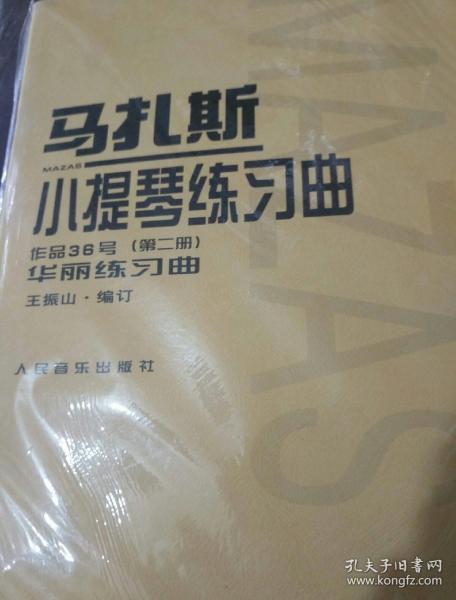 马扎斯
MAZAS
小提琴练习曲
作品36号（第二册）
华丽练习曲
王振山·编订
人民音乐出版社
MAZAS
孔夫子旧书网
www.kongfz.com